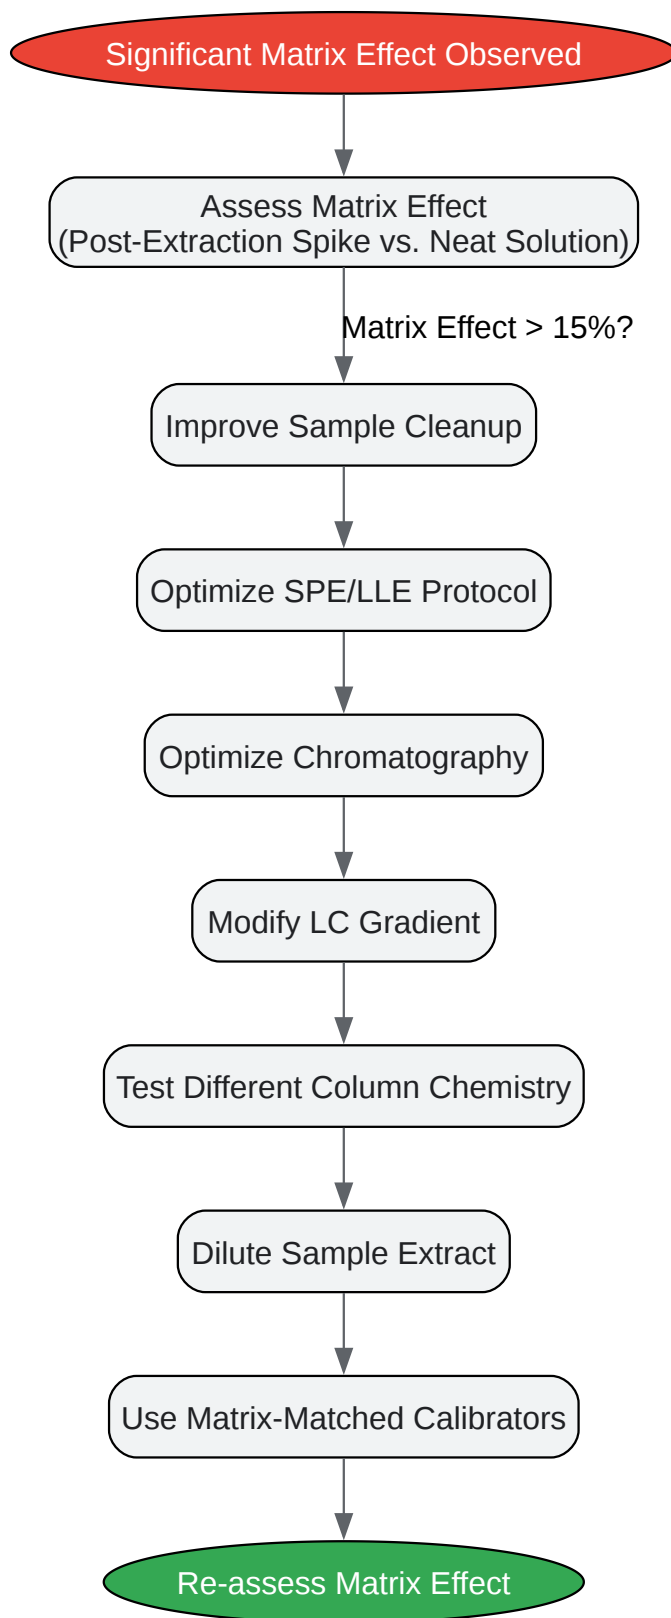 Significant Matrix Effect Observed
Assess Matrix Effect
(Post-Extraction Spike vs. Neat Solution)
Matrix Effect > 15%?
Improve Sample Cleanup
Optimize SPE/LLE Protocol
Optimize Chromatography
Modify LC Gradient
Test Different Column Chemistry
Dilute Sample Extract
Use Matrix-Matched Calibrators
Re-assess Matrix Effect